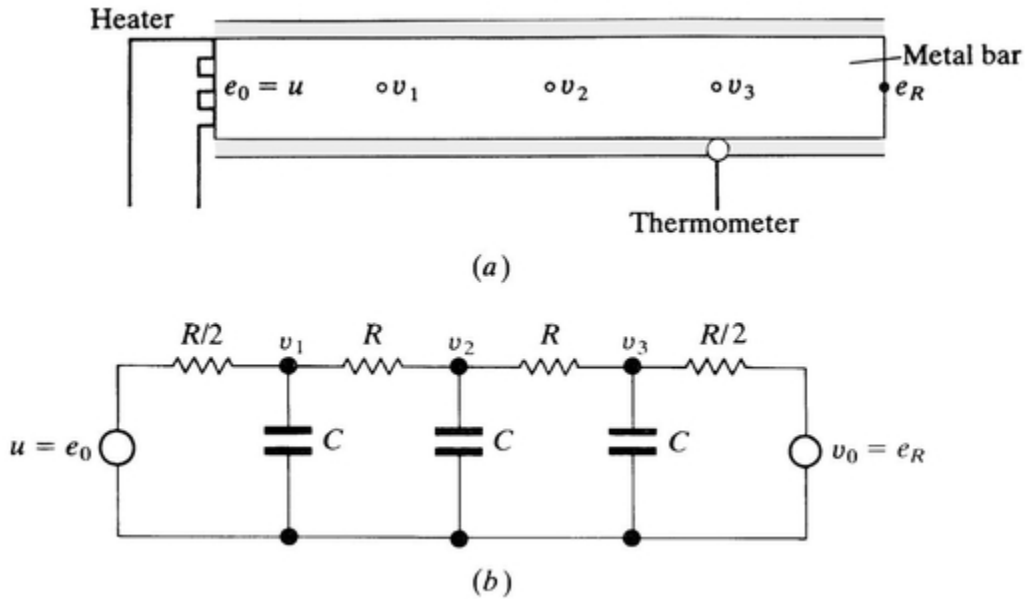 Heater
Metal bar
e₀ = u
v₁
v₂
v₃
e_R
Thermometer
(a)
R/2
v₁
R
v₂
R
v₃
R/2
u = e₀
C
C
C
v₀ = e_R
(b)